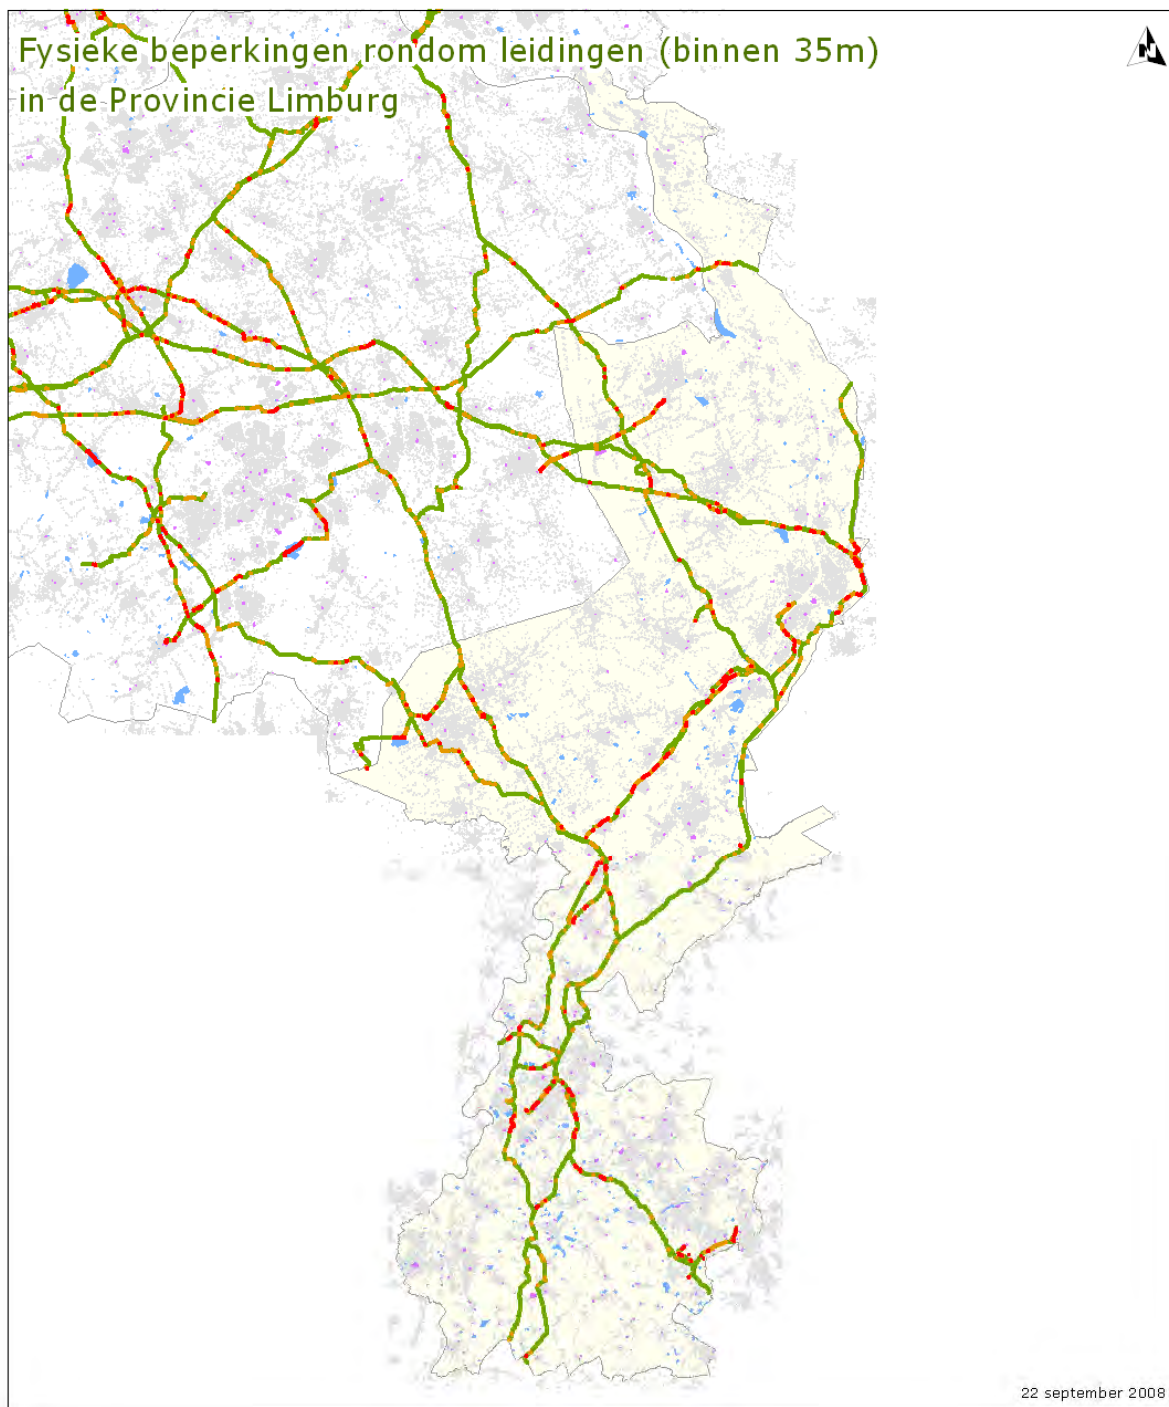 Fysieke beperkingen rondom leidingen (binnen 35m)
in de Provincie Limburg
N
22 september 2008